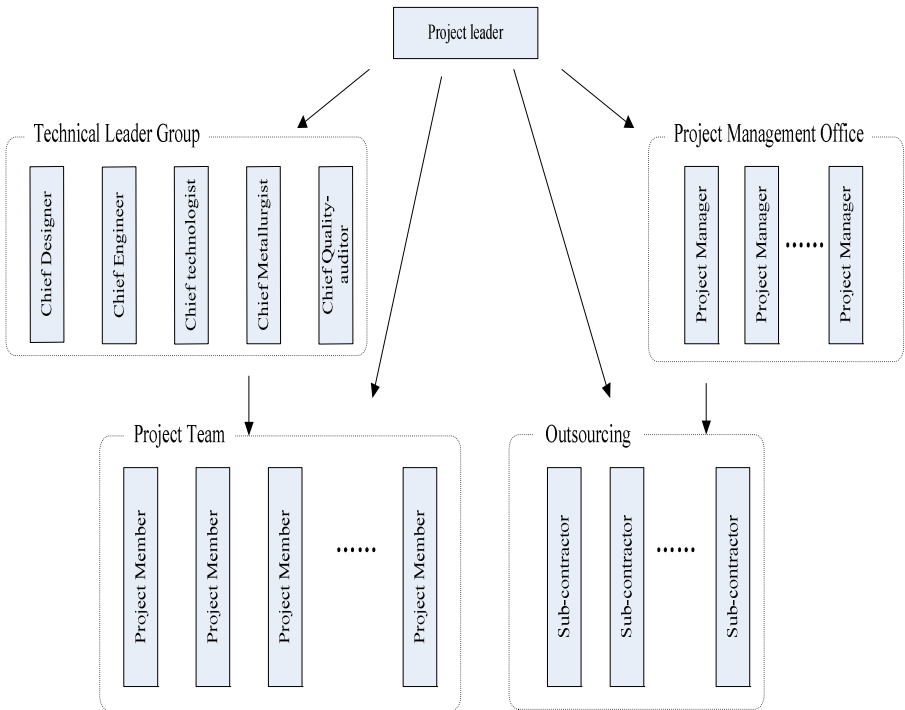 Project leader
Technical Leader Group
Project Management Office
Chief Designer
Chief Engineer
Chief technologist
Chief Metallurgist
Chief Quality-
auditor
Project Manager
Project Manager
......
Project Manager
Project Team
Outsourcing
Project Member
Project Member
Project Member
......
Project Member
Sub-contractor
Sub-contractor
......
Sub-contractor